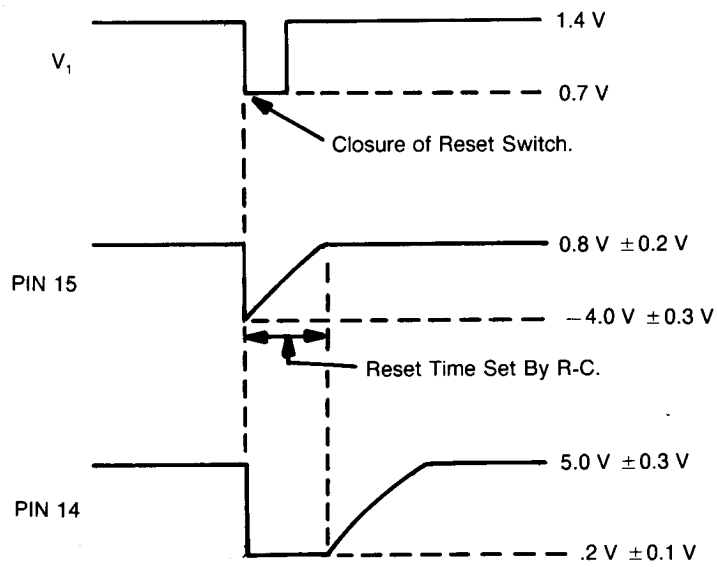 1.4 V
V₁
0.7 V
Closure of Reset Switch.
0.8 V ±0.2 V
PIN 15
−4.0 V ±0.3 V
Reset Time Set By R-C.
5.0 V ±0.3 V
PIN 14
.2 V ±0.1 V